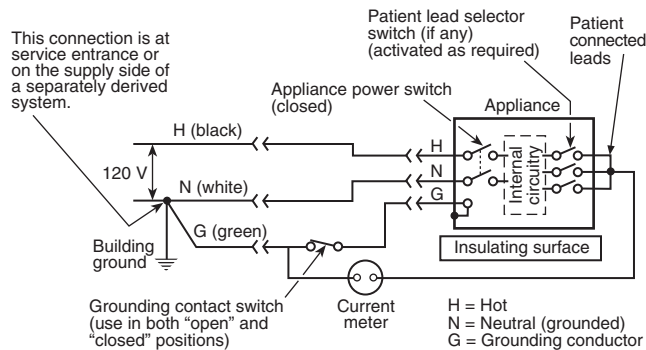 This connection is at
service entrance or
on the supply side of
a separately derived
system.
Patient lead selector
switch (if any)
(activated as required)
Patient
connected
leads
Appliance power switch
(closed)
Appliance
H (black)
H
120 V
N (white)
N
G
Internal
circuitry
G (green)
Building
ground
Insulating surface
Grounding contact switch
(use in both “open” and
“closed” positions)
Current
meter
H = Hot
N = Neutral (grounded)
G = Grounding conductor